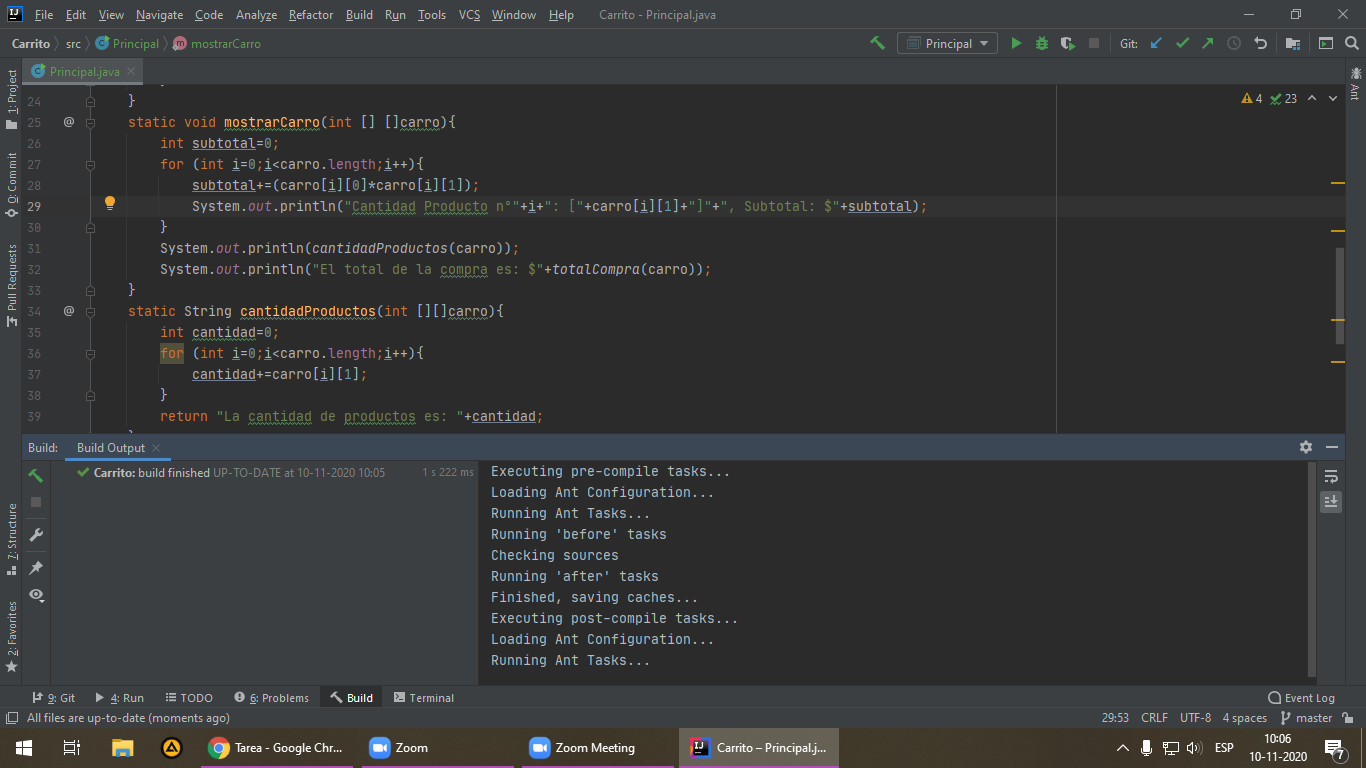 File Edit View Navigate Code Analyze Refactor Build Run Tools VCS Window Help Carrito - Principal.java
Carrito src Principal mostrarCarro Principal Git:
Principal.java
1: Project
0: Commit
Pull Requests
7: Structure
2: Favorites
Ant
4 23
24 }
25 @ static void mostrarCarro(int [] []carro){
26 int subtotal=0;
27 for (int i=0;i<carro.length;i++){
28 subtotal+=(carro[i][0]*carro[i][1]);
29 System.out.println("Cantidad Producto n°"+i+": ["+carro[i][1]+"]"+", Subtotal: $"+subtotal);
30 }
31 System.out.println(cantidadProductos(carro));
32 System.out.println("El total de la compra es: $"+totalCompra(carro));
33 }
34 @ static String cantidadProductos(int [][]carro){
35 int cantidad=0;
36 for (int i=0;i<carro.length;i++){
37 cantidad+=carro[i][1];
38 }
39 return "La cantidad de productos es: "+cantidad;
Build: Build Output
Carrito: build finished UP-TO-DATE at 10-11-2020 10:05 1 s 222 ms
Executing pre-compile tasks...
Loading Ant Configuration...
Running Ant Tasks...
Running 'before' tasks
Checking sources
Running 'after' tasks
Finished, saving caches...
Executing post-compile tasks...
Loading Ant Configuration...
Running Ant Tasks...
9: Git 4: Run TODO 6: Problems Build Terminal Event Log
All files are up-to-date (moments ago) 29:53 CRLF UTF-8 4 spaces master
Tarea - Google Chr... Zoom Zoom Meeting Carrito – Principal.j... ESP 10:06
10-11-2020 7